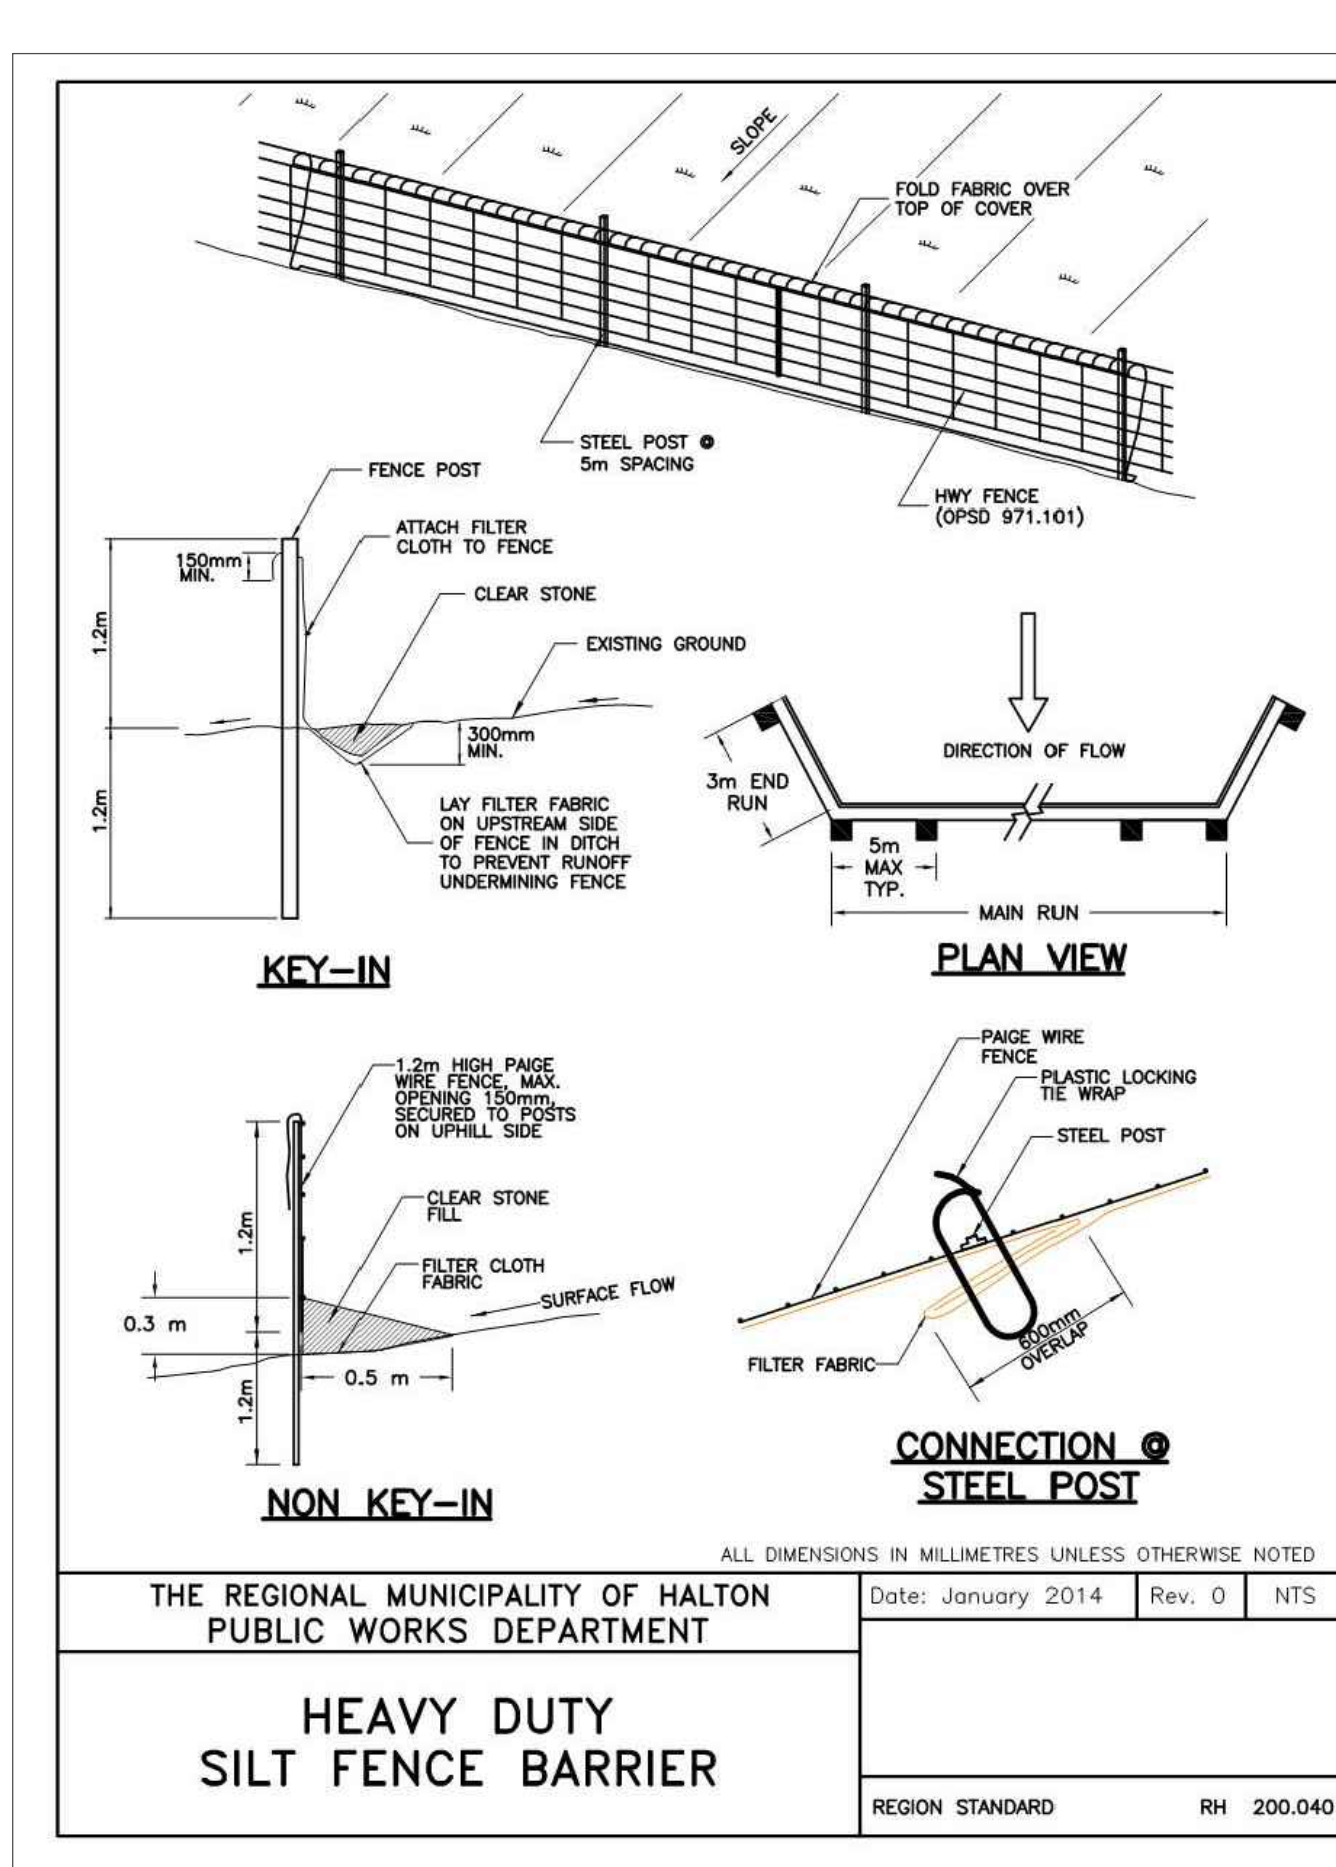 SLOPE
FOLD FABRIC OVER
TOP OF COVER
STEEL POST @
5m SPACING
HWY FENCE
(OPSD 971.101)
FENCE POST
ATTACH FILTER
CLOTH TO FENCE
150mm
MIN.
CLEAR STONE
1.2m
EXISTING GROUND
300mm
MIN.
1.2m
LAY FILTER FABRIC
ON UPSTREAM SIDE
OF FENCE IN DITCH
TO PREVENT RUNOFF
UNDERMINING FENCE
KEY-IN
DIRECTION OF FLOW
3m END
RUN
5m
MAX
TYP.
MAIN RUN
PLAN VIEW
1.2m HIGH PAIGE
WIRE FENCE, MAX.
OPENING 150mm,
SECURED TO POSTS
ON UPHILL SIDE
CLEAR STONE
FILL
1.2m
FILTER CLOTH
FABRIC
SURFACE FLOW
0.3 m
0.5 m
1.2m
NON KEY-IN
PAIGE WIRE
FENCE
PLASTIC LOCKING
TIE WRAP
STEEL POST
600mm
OVERLAP
FILTER FABRIC
CONNECTION @
STEEL POST
ALL DIMENSIONS IN MILLIMETRES UNLESS OTHERWISE NOTED
THE REGIONAL MUNICIPALITY OF HALTON
PUBLIC WORKS DEPARTMENT
Date: January 2014
Rev. 0
NTS
HEAVY DUTY
SILT FENCE BARRIER
REGION STANDARD
RH 200.040